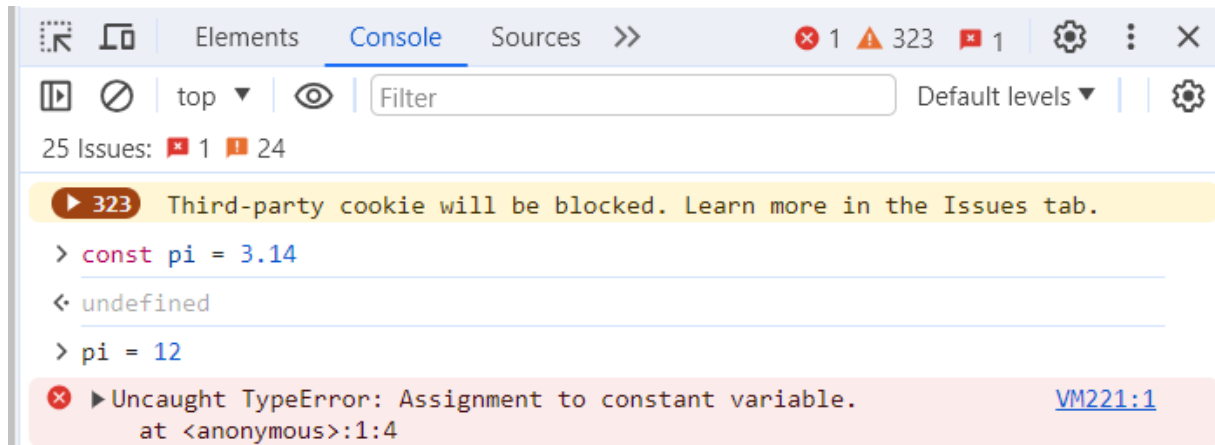 Elements Console Sources >> 1 323 1
top ▼ Filter Default levels ▼
25 Issues: 1 24
323 Third-party cookie will be blocked. Learn more in the Issues tab.
> const pi = 3.14
undefined
> pi = 12
▶Uncaught TypeError: Assignment to constant variable. VM221:1
at <anonymous>:1:4